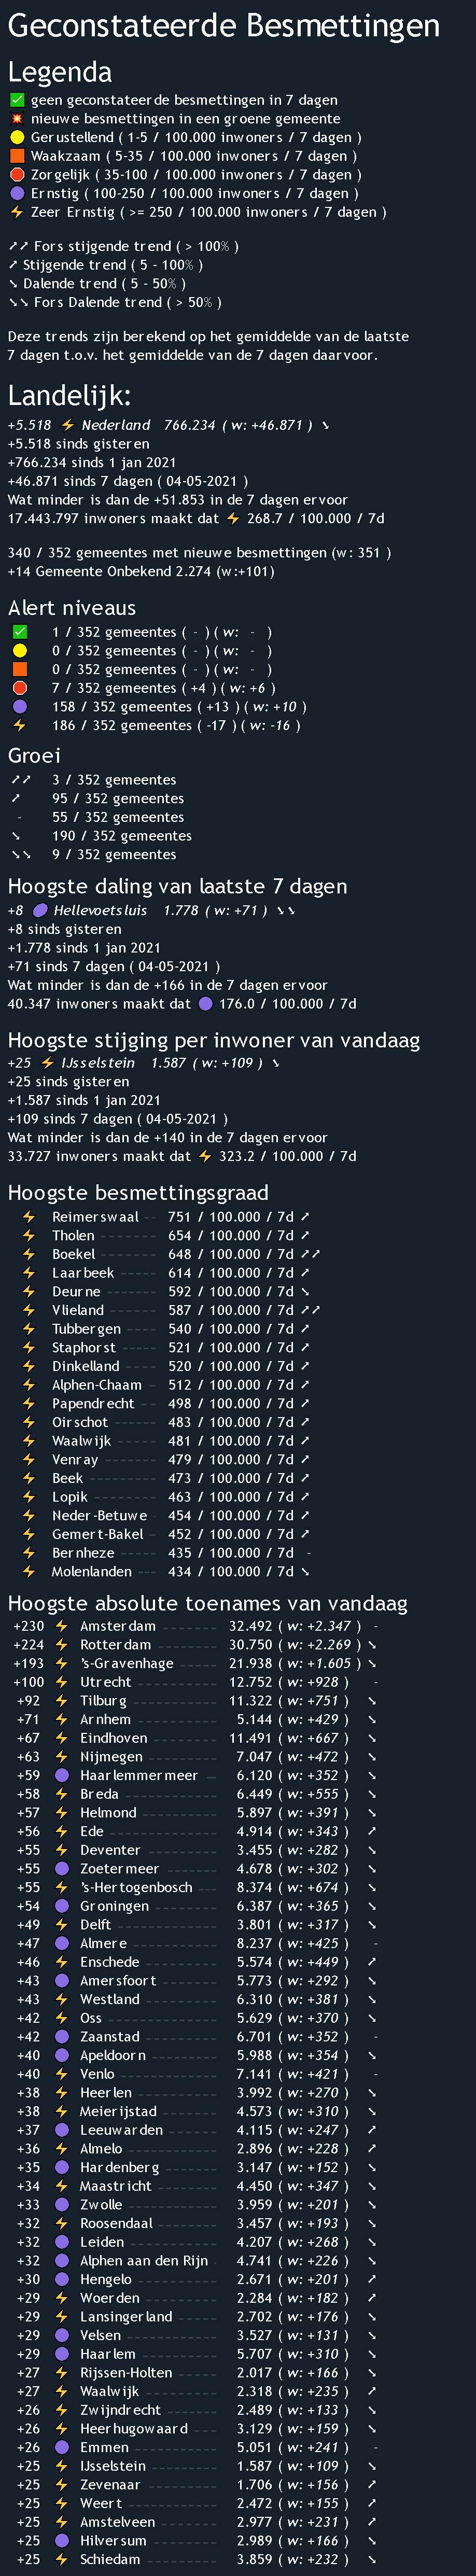 Geconstateerde Besmettingen
Legenda
geen geconstateerde besmettingen in 7 dagen
nieuwe besmettingen in een groene gemeente
Gerustellend ( 1-5 / 100.000 inwoners / 7 dagen )
Waakzaam ( 5-35 / 100.000 inwoners / 7 dagen )
Zorgelijk ( 35-100 / 100.000 inwoners / 7 dagen )
Ernstig ( 100-250 / 100.000 inwoners / 7 dagen )
Zeer Ernstig ( >= 250 / 100.000 inwoners / 7 dagen )
↗↗ Fors stijgende trend ( > 100% )
↗ Stijgende trend ( 5 - 100% )
↘ Dalende trend ( 5 - 50% )
↘↘ Fors Dalende trend ( > 50% )
Deze trends zijn berekend op het gemiddelde van de laatste
7 dagen t.o.v. het gemiddelde van de 7 dagen daarvoor.
Landelijk:
+5.518 ⚡ Nederland 766.234 ( w: +46.871 ) ↘
+5.518 sinds gisteren
+766.234 sinds 1 jan 2021
+46.871 sinds 7 dagen ( 04-05-2021 )
Wat minder is dan de +51.853 in de 7 dagen ervoor
17.443.797 inwoners maakt dat ⚡ 268.7 / 100.000 / 7d
340 / 352 gemeentes met nieuwe besmettingen (w: 351 )
+14 Gemeente Onbekend 2.274 (w:+101)
Alert niveaus
1 / 352 gemeentes ( - ) ( w: - )
0 / 352 gemeentes ( - ) ( w: - )
0 / 352 gemeentes ( - ) ( w: - )
7 / 352 gemeentes ( +4 ) ( w: +6 )
158 / 352 gemeentes ( +13 ) ( w: +10 )
186 / 352 gemeentes ( -17 ) ( w: -16 )
Groei
↗↗ 3 / 352 gemeentes
↗ 95 / 352 gemeentes
- 55 / 352 gemeentes
↘ 190 / 352 gemeentes
↘↘ 9 / 352 gemeentes
Hoogste daling van laatste 7 dagen
+8 Hellevoetsluis 1.778 ( w: +71 ) ↘↘
+8 sinds gisteren
+1.778 sinds 1 jan 2021
+71 sinds 7 dagen ( 04-05-2021 )
Wat minder is dan de +166 in de 7 dagen ervoor
40.347 inwoners maakt dat 176.0 / 100.000 / 7d
Hoogste stijging per inwoner van vandaag
+25 ⚡ IJsselstein 1.587 ( w: +109 ) ↘
+25 sinds gisteren
+1.587 sinds 1 jan 2021
+109 sinds 7 dagen ( 04-05-2021 )
Wat minder is dan de +140 in de 7 dagen ervoor
33.727 inwoners maakt dat ⚡ 323.2 / 100.000 / 7d
Hoogste besmettingsgraad
Reimerswaal -- 751 / 100.000 / 7d ↗
Tholen ------- 654 / 100.000 / 7d ↗
Boekel ------- 648 / 100.000 / 7d ↗↗
Laarbeek ----- 614 / 100.000 / 7d ↗
Deurne ------- 592 / 100.000 / 7d ↘
Vlieland ----- 587 / 100.000 / 7d ↗↗
Tubbergen ---- 540 / 100.000 / 7d ↗
Staphorst ---- 521 / 100.000 / 7d ↗
Dinkelland ---- 520 / 100.000 / 7d ↗
Alphen-Chaam - 512 / 100.000 / 7d ↗
Papendrecht -- 498 / 100.000 / 7d ↗
Oirschot ----- 483 / 100.000 / 7d ↗
Waalwijk ----- 481 / 100.000 / 7d ↗
Venray ------- 479 / 100.000 / 7d ↗
Beek --------- 473 / 100.000 / 7d ↗
Lopik -------- 463 / 100.000 / 7d ↗
Neder-Betuwe - 454 / 100.000 / 7d ↗
Gemert-Bakel - 452 / 100.000 / 7d ↗
Bernheze ----- 435 / 100.000 / 7d -
Molenlanden --- 434 / 100.000 / 7d ↘
Hoogste absolute toenames van vandaag
+230 Amsterdam 32.492 ( w: +2.347 ) -
+224 Rotterdam 30.750 ( w: +2.269 ) ↘
+193 's-Gravenhage 21.938 ( w: +1.605 ) ↘
+100 Utrecht 12.752 ( w: +928 ) -
+92 Tilburg 11.322 ( w: +751 ) ↘
+71 Arnhem 5.144 ( w: +429 ) ↘
+67 Eindhoven 11.491 ( w: +667 ) ↘
+63 Nijmegen 7.047 ( w: +472 ) ↘
+59 Haarlemmermeer 6.120 ( w: +352 ) ↘
+58 Breda 6.449 ( w: +555 ) ↘
+57 Helmond 5.897 ( w: +391 ) ↘
+56 Ede 4.914 ( w: +343 ) ↗
+55 Deventer 3.455 ( w: +282 ) ↘
+55 Zoetermeer 4.678 ( w: +302 ) ↘
+55 's-Hertogenbosch 8.374 ( w: +674 ) ↘
+54 Groningen 6.387 ( w: +365 ) ↘
+49 Delft 3.801 ( w: +317 ) ↘
+47 Almere 8.237 ( w: +425 ) -
+46 Enschede 5.574 ( w: +449 ) ↗
+43 Amersfoort 5.773 ( w: +292 ) ↘
+43 Westland 6.310 ( w: +381 ) ↘
+42 Oss 5.629 ( w: +370 ) ↘
+42 Zaanstad 6.701 ( w: +352 ) -
+40 Apeldoorn 5.988 ( w: +354 ) ↘
+40 Venlo 7.141 ( w: +421 ) -
+38 Heerlen 3.992 ( w: +270 ) ↘
+38 Meierijstad 4.573 ( w: +310 ) ↘
+37 Leeuwarden 4.115 ( w: +247 ) ↗
+36 Almelo 2.896 ( w: +228 ) ↗
+35 Hardenberg 3.147 ( w: +152 ) ↘
+34 Maastricht 4.450 ( w: +347 ) ↘
+33 Zwolle 3.959 ( w: +201 ) ↘
+32 Roosendaal 3.457 ( w: +193 ) ↘
+32 Leiden 4.207 ( w: +268 ) ↘
+32 Alphen aan den Rijn 4.741 ( w: +226 ) ↘
+30 Hengelo 2.671 ( w: +201 ) ↗
+29 Woerden 2.284 ( w: +182 ) ↗
+29 Lansingerland 2.702 ( w: +176 ) ↘
+29 Velsen 3.527 ( w: +131 ) ↘
+29 Haarlem 5.707 ( w: +310 ) ↘
+27 Rijssen-Holten 2.017 ( w: +166 ) ↘
+27 Waalwijk 2.318 ( w: +235 ) ↗
+26 Zwijndrecht 2.489 ( w: +133 ) ↘
+26 Heerhugowaard 3.129 ( w: +159 ) ↘
+26 Emmen 5.051 ( w: +241 ) -
+25 IJsselstein 1.587 ( w: +109 ) ↘
+25 Zevenaar 1.706 ( w: +156 ) ↗
+25 Weert 2.472 ( w: +155 ) ↗
+25 Amstelveen 2.977 ( w: +231 ) ↗
+25 Hilversum 2.989 ( w: +166 ) ↘
+25 Schiedam 3.859 ( w: +232 ) ↘